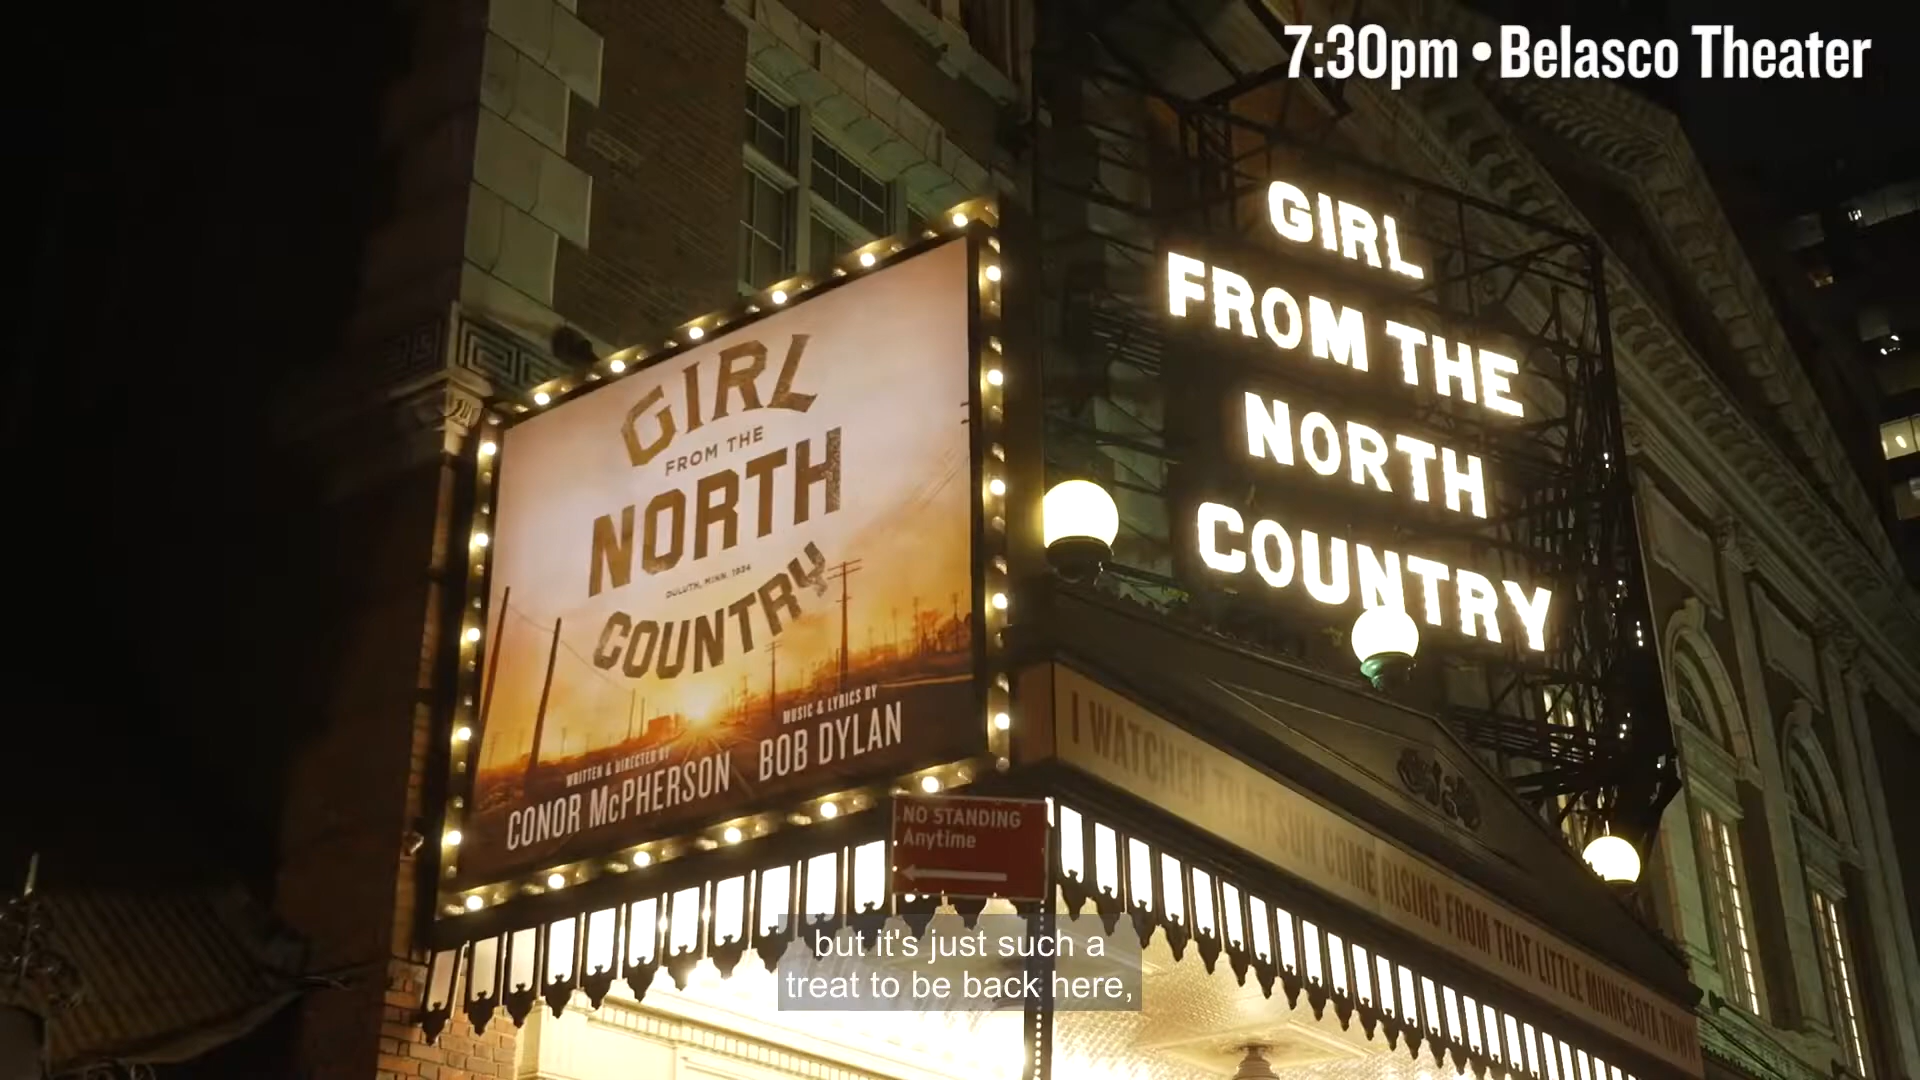 7:30pm • Belasco Theater
GIRL
FROM THE
NORTH
COUNTRY
GIRL
FROM THE
NORTH
DULUTH, MINN. 1934
COUNTRY
MUSIC & LYRICS BY
BOB DYLAN
WRITTEN & DIRECTED BY
CONOR McPHERSON
I WATCHED THAT SUN COME RISING FROM THAT LITTLE MINNESOTA TOWN
NO STANDING
Anytime
but it's just such a
treat to be back here,